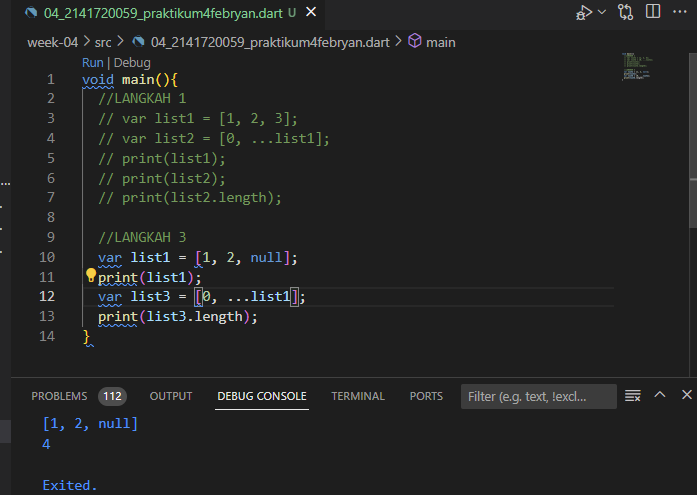 04_2141720059_praktikum4febryan.dart U
week-04 > src > 04_2141720059_praktikum4febryan.dart > main
Run | Debug
1 void main(){
2 //LANGKAH 1
3 // var list1 = [1, 2, 3];
4 // var list2 = [0, ...list1];
5 // print(list1);
6 // print(list2);
7 // print(list2.length);
8
9 //LANGKAH 3
10 var list1 = [1, 2, null];
11 print(list1);
12 var list3 = [0, ...list1];
13 print(list3.length);
14 }
PROBLEMS 112 OUTPUT DEBUG CONSOLE TERMINAL PORTS Filter (e.g. text, !excl...
[1, 2, null]
4
Exited.